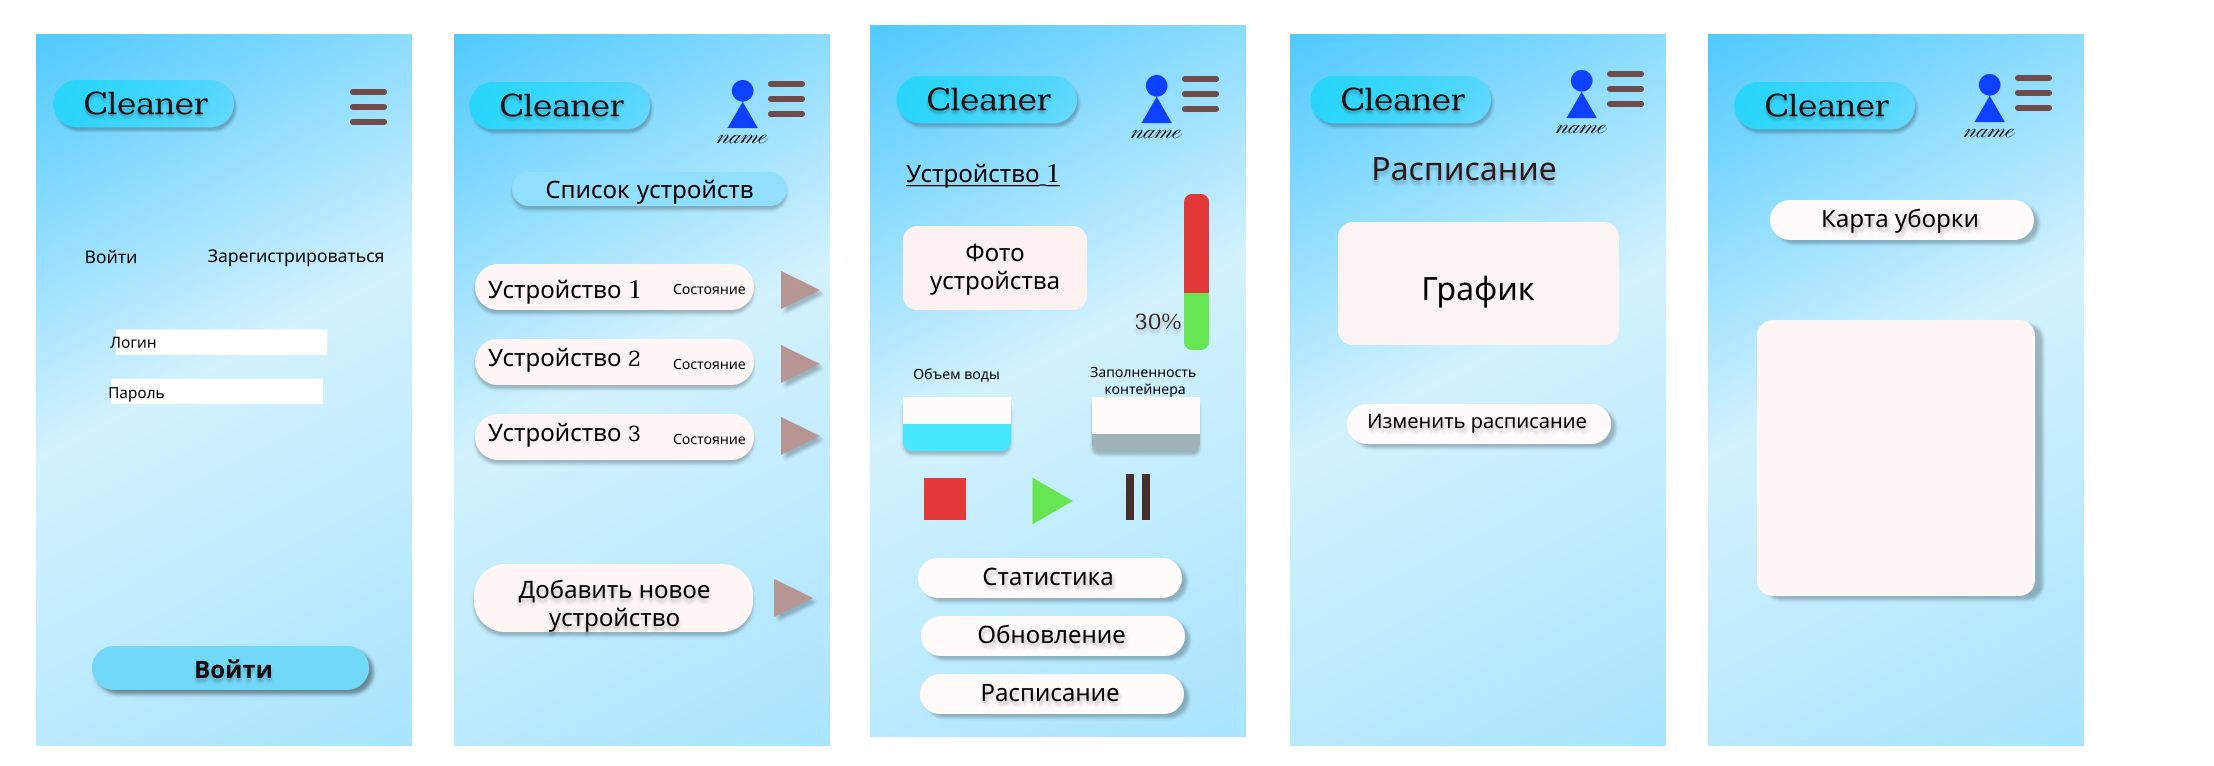 Cleaner
Войти
Зарегистрироваться
Логин
Пароль
Войти
Cleaner
name
Список устройств
Устройство 1
Состояние
Устройство 2
Состояние
Устройство 3
Состояние
Добавить новое
устройство
Cleaner
name
Устройство 1
Фото
устройства
30%
Объем воды
Заполненность
контейнера
Статистика
Обновление
Расписание
Cleaner
name
Расписание
График
Изменить расписание
Cleaner
name
Карта уборки